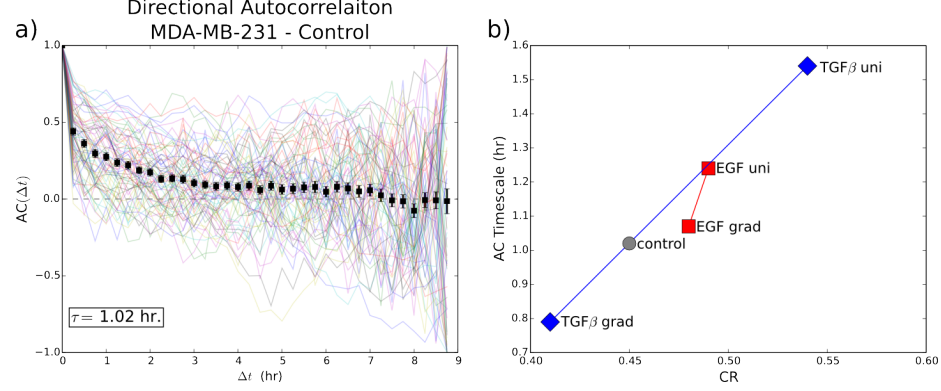 Directional Autocorrelaiton
a)
MDA-MB-231 - Control
1.0
0.5
0.0
−0.5
−1.0
AC(Δt)
τ = 1.02 hr.
0 1 2 3 4 5 6 7 8 9
Δt (hr)
b)
1.6
1.5
1.4
1.3
1.2
1.1
1.0
0.9
0.8
0.7
AC Timescale (hr)
TGFβ uni
EGF uni
EGF grad
control
TGFβ grad
0.40 0.45 0.50 0.55 0.60
CR